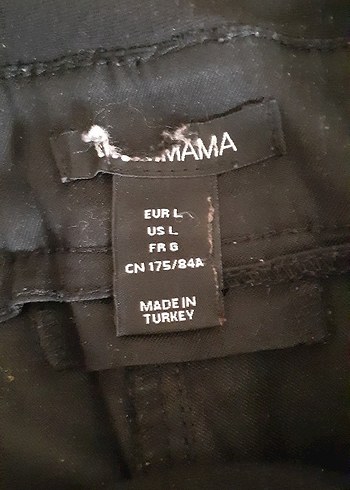 MAMA
EUR L
US L
FR G
CN 175/84A
MADE IN
TURKEY